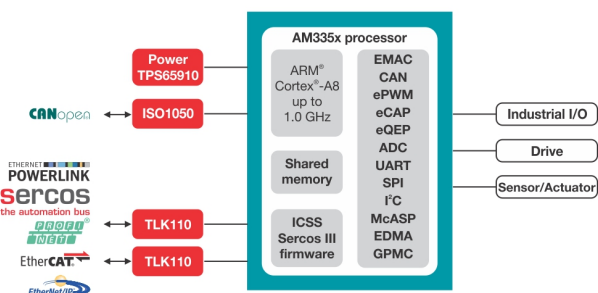 AM335x processor
Power
TPS65910
ARM®
Cortex®-A8
up to
1.0 GHz
EMAC
CAN
ePWM
eCAP
eQEP
ADC
UART
SPI
I²C
McASP
EDMA
GPMC
CANopen
ISO1050
Industrial I/O
Drive
Sensor/Actuator
Shared
memory
ETHERNET
POWERLINK
sercos
the automation bus
PROFI
NET
TLK110
ICSS
Sercos III
firmware
EtherCAT®
TLK110
EtherNet/IP